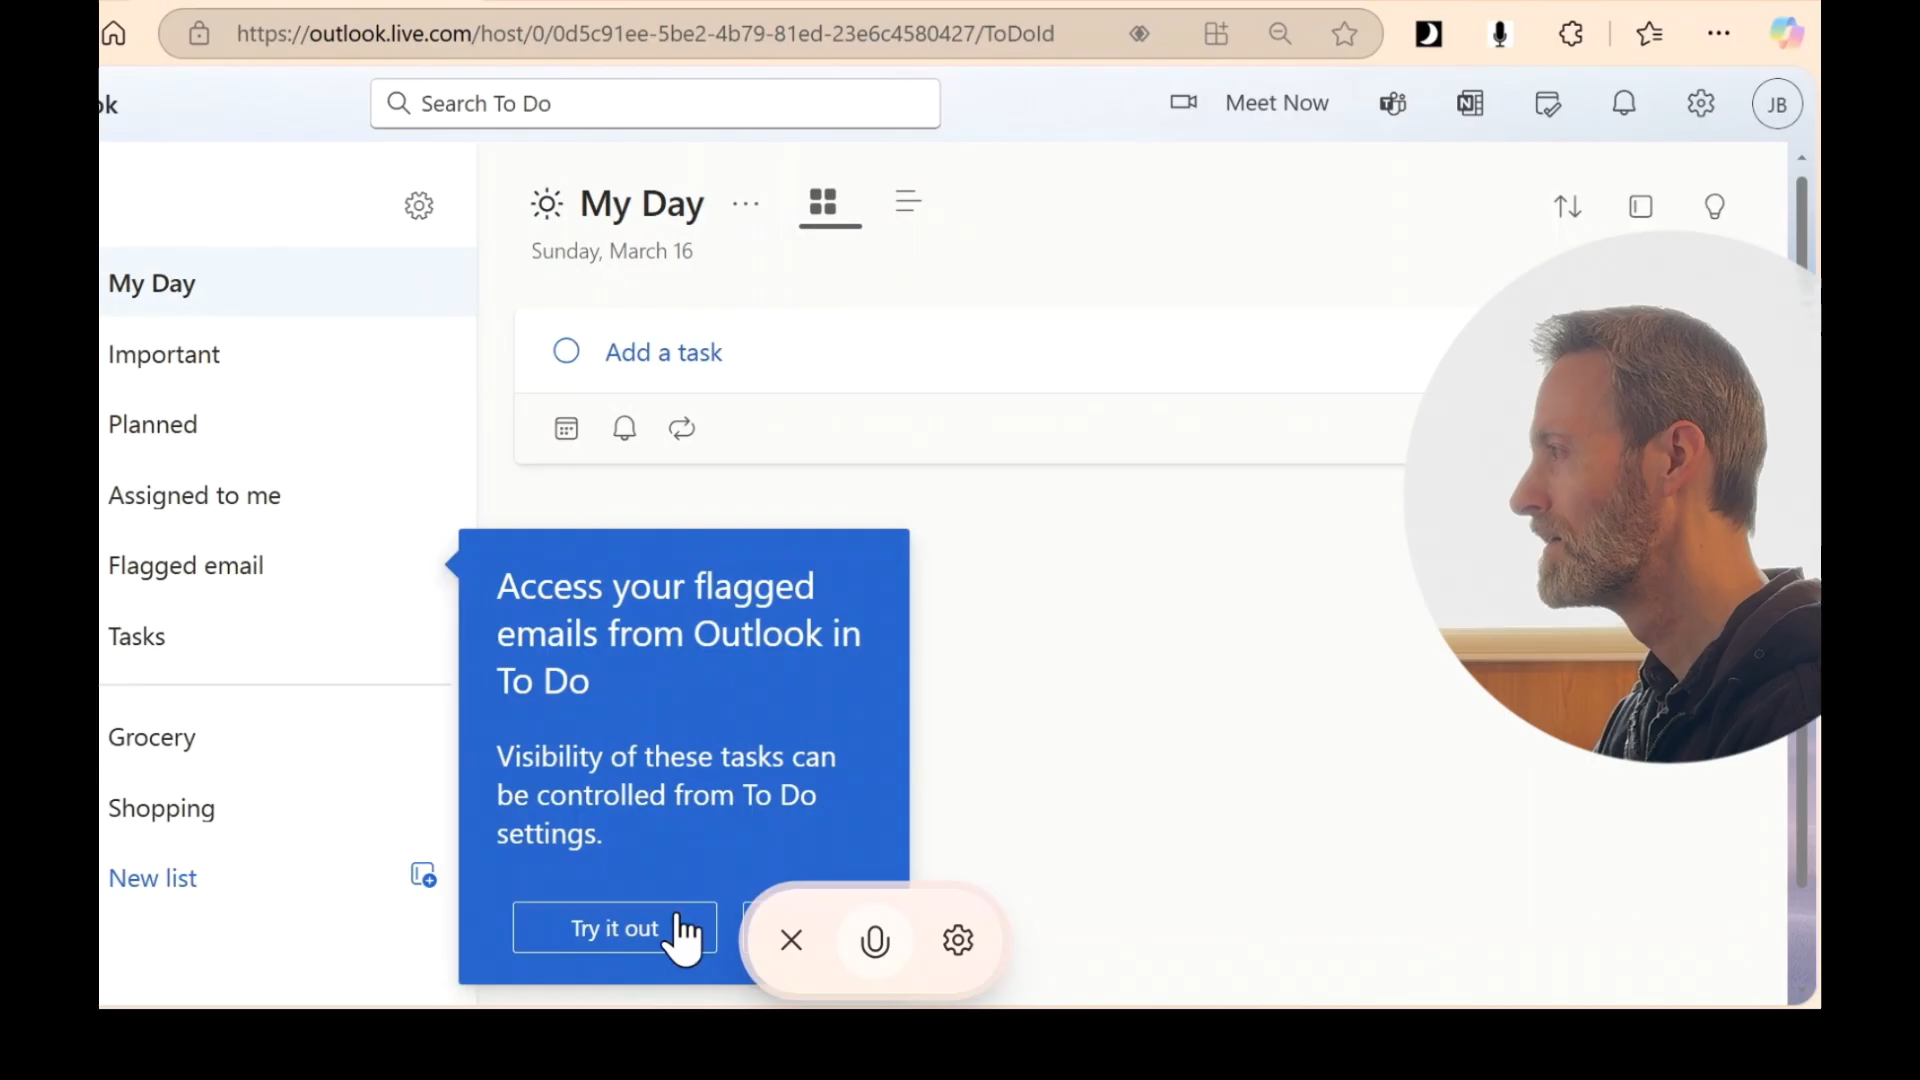 https://outlook.live.com/host/0/0d5c91ee-5be2-4b79-81ed-23e6c4580427/ToDoId
ok
Search To Do
Meet Now
JB
My Day
Sunday, March 16
My Day
Important
Planned
Assigned to me
Flagged email
Tasks
Grocery
Shopping
New list
Add a task
Access your flagged
emails from Outlook in
To Do
Visibility of these tasks can
be controlled from To Do
settings.
Try it out